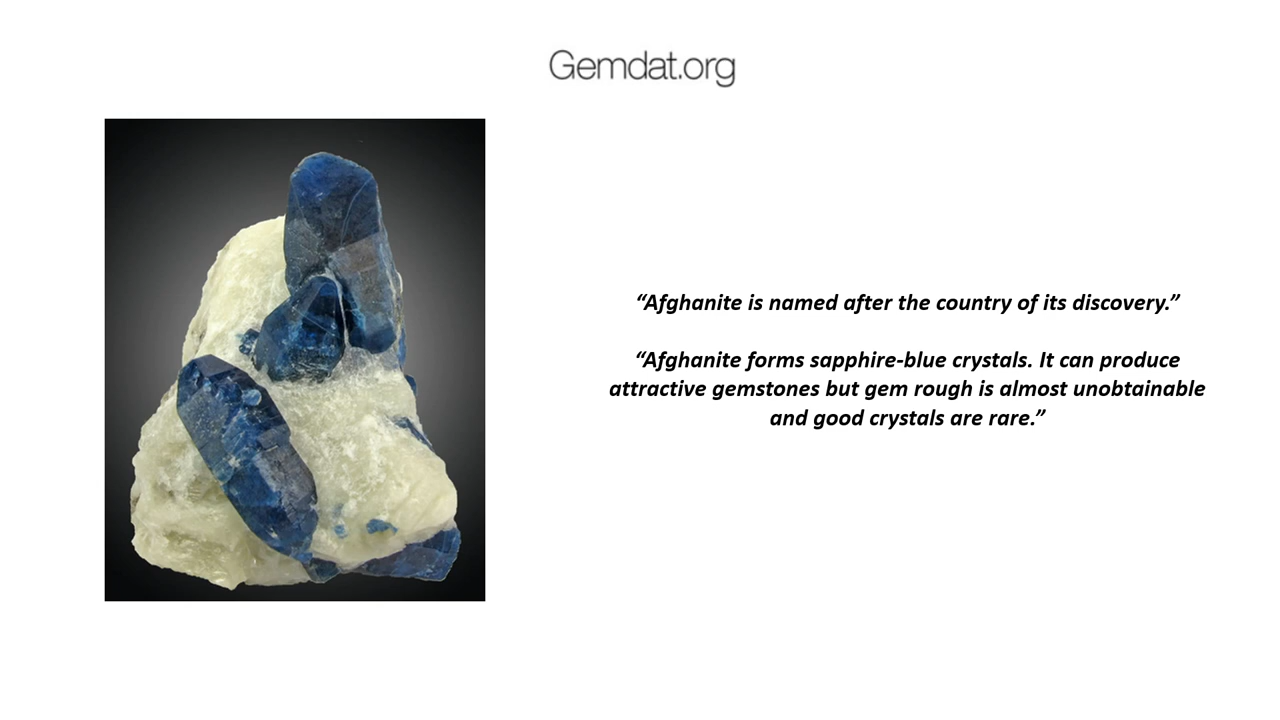 Gemdat.org
“Afghanite is named after the country of its discovery.”
“Afghanite forms sapphire-blue crystals. It can produce
attractive gemstones but gem rough is almost unobtainable
and good crystals are rare.”